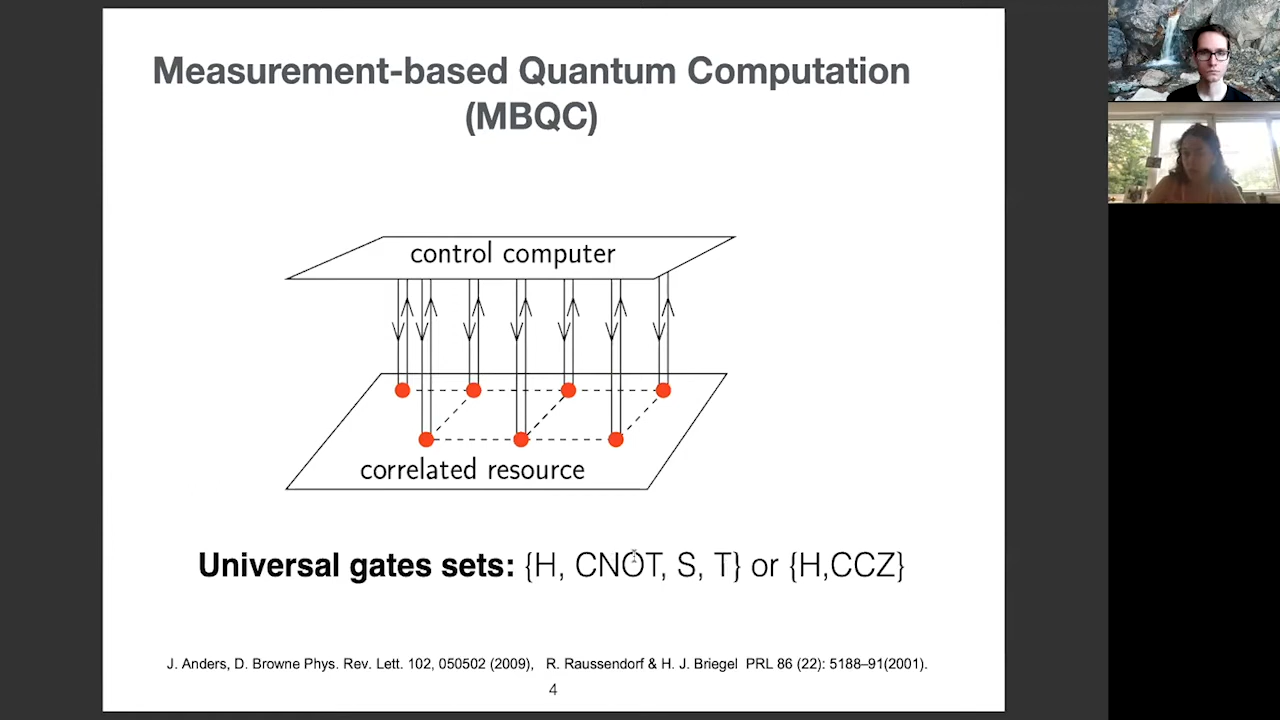 Measurement-based Quantum Computation
(MBQC)
control computer
correlated resource
Universal gates sets: {H, CNOT, S, T} or {H,CCZ}
J. Anders, D. Browne Phys. Rev. Lett. 102, 050502 (2009), R. Raussendorf & H. J. Briegel PRL 86 (22): 5188–91(2001).
4